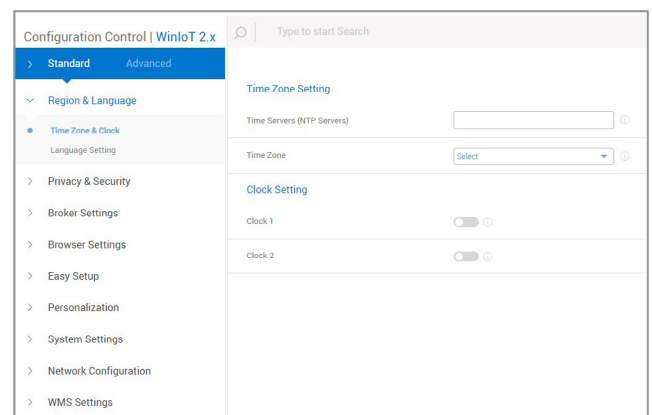 Configuration Control | WinIoT 2.x
Type to start Search
Standard
Advanced
Region & Language
Time Zone & Clock
Language Setting
Privacy & Security
Broker Settings
Browser Settings
Easy Setup
Personalization
System Settings
Network Configuration
WMS Settings
Time Zone Setting
Time Servers (NTP Servers)
Time Zone
Select
Clock Setting
Clock 1
Clock 2